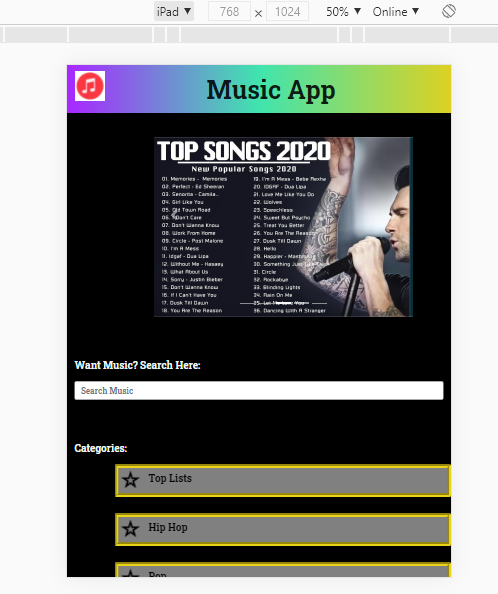 iPad ▼ 768 × 1024 50% ▼ Online ▼
Music App
TOP SONGS 2020
New Popular Songs 2020
01. Memories - Memories
02. Perfect - Ed Sheeran
03. Senorita - Camila...
04. Girl Like You
05. Old Town Road
06. I Don't Care
07. Don't Wanna Know
08. Work From Home
09. Circle - Post Malone
10. I'm A Mess
11. Idgaf - Dua Lipa
12. Without Me - Halsey
13. What About Us
14. Sorry - Justin Bieber
15. Don't Wanna Know
16. If I Can't Have You
17. Dusk Till Dawn
18. You Are The Reason
19. I'm A Mess - Bebe Rexha
20. IDGAF - Dua Lipa
21. Love Me Like You Do
22. Wolves
23. Speechless
24. Sweet But Psycho
25. Treat You Better
26. You Are The Reason
27. Dusk Till Dawn
28. Hello
29. Happier -
30. Something Just Like
31. Circle
32. Rockabye
33. Blinding Lights
34. Rain On Me
35. Let Me Love You
36. Dancing With A Stranger
Want Music? Search Here:
Search Music
Categories:
Top Lists
Hip Hop
Pop